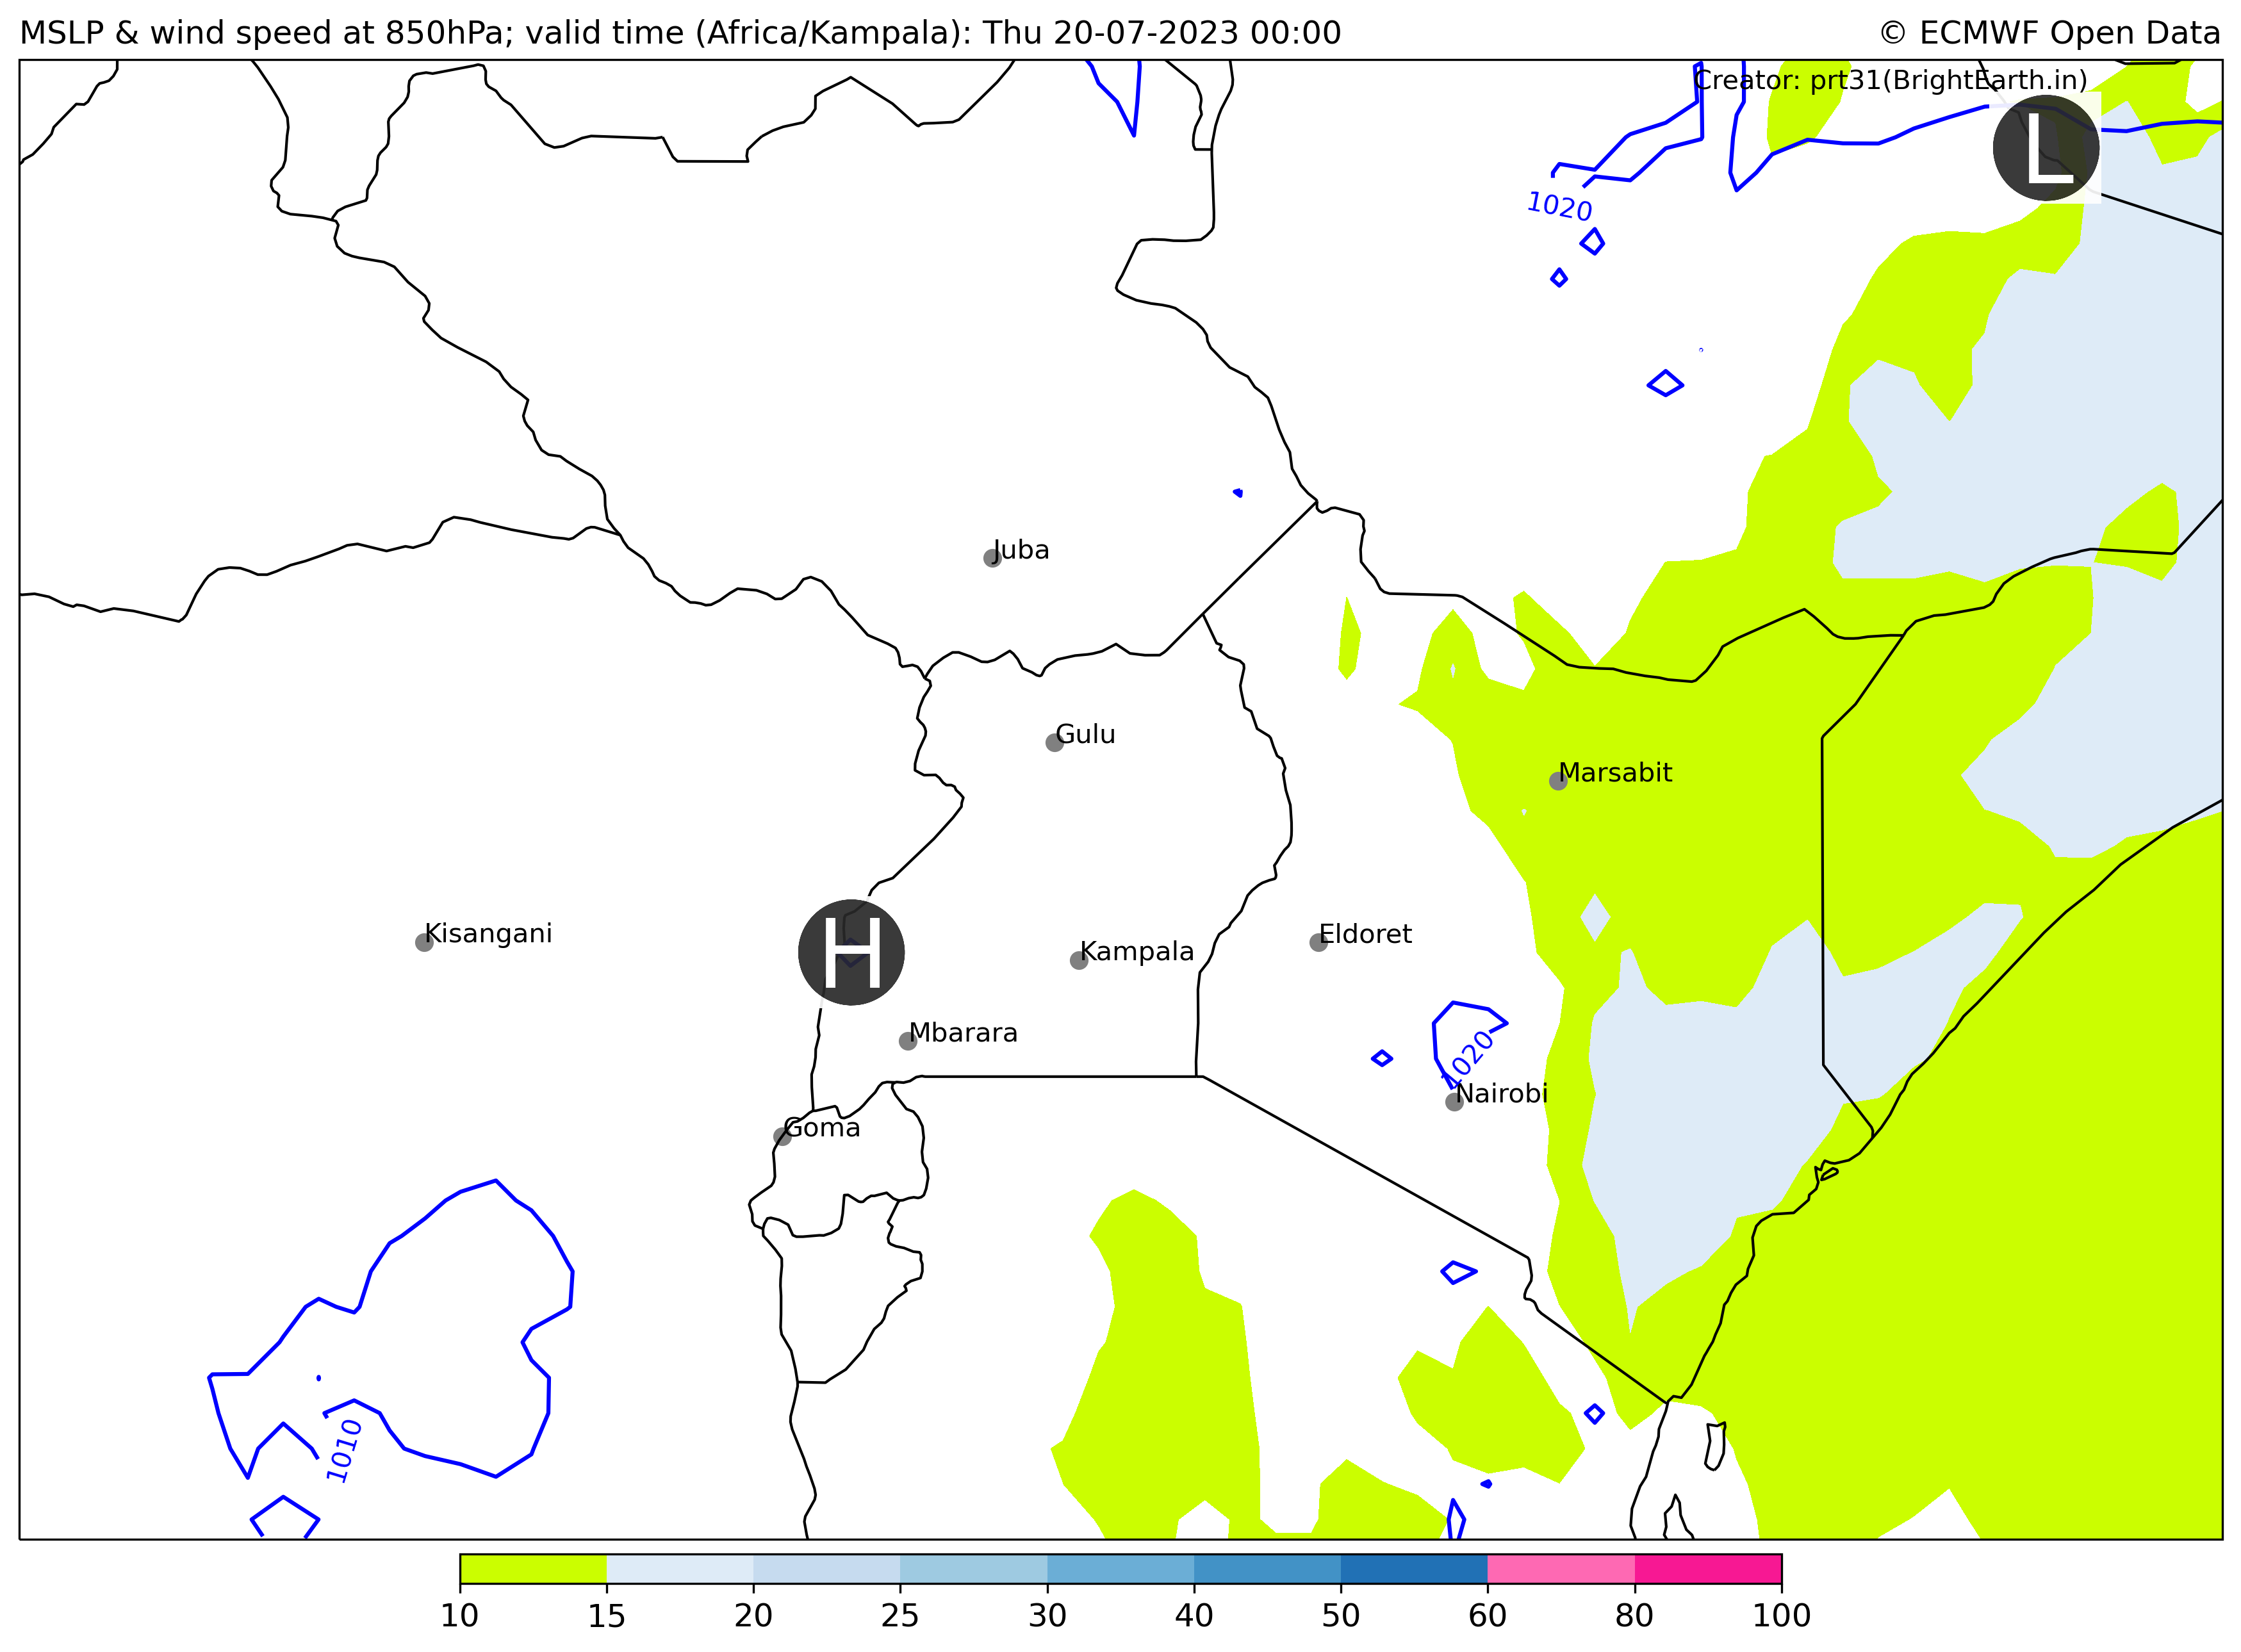 MSLP & wind speed at 850hPa; valid time (Africa/Kampala): Thu 20-07-2023 00:00
© ECMWF Open Data
Creator: prt31(BrightEarth.in)
L
1020
Juba
Gulu
Marsabit
Kisangani
H
Kampala
Eldoret
Mbarara
1020
Nairobi
Goma
1010
10 15 20 25 30 40 50 60 80 100